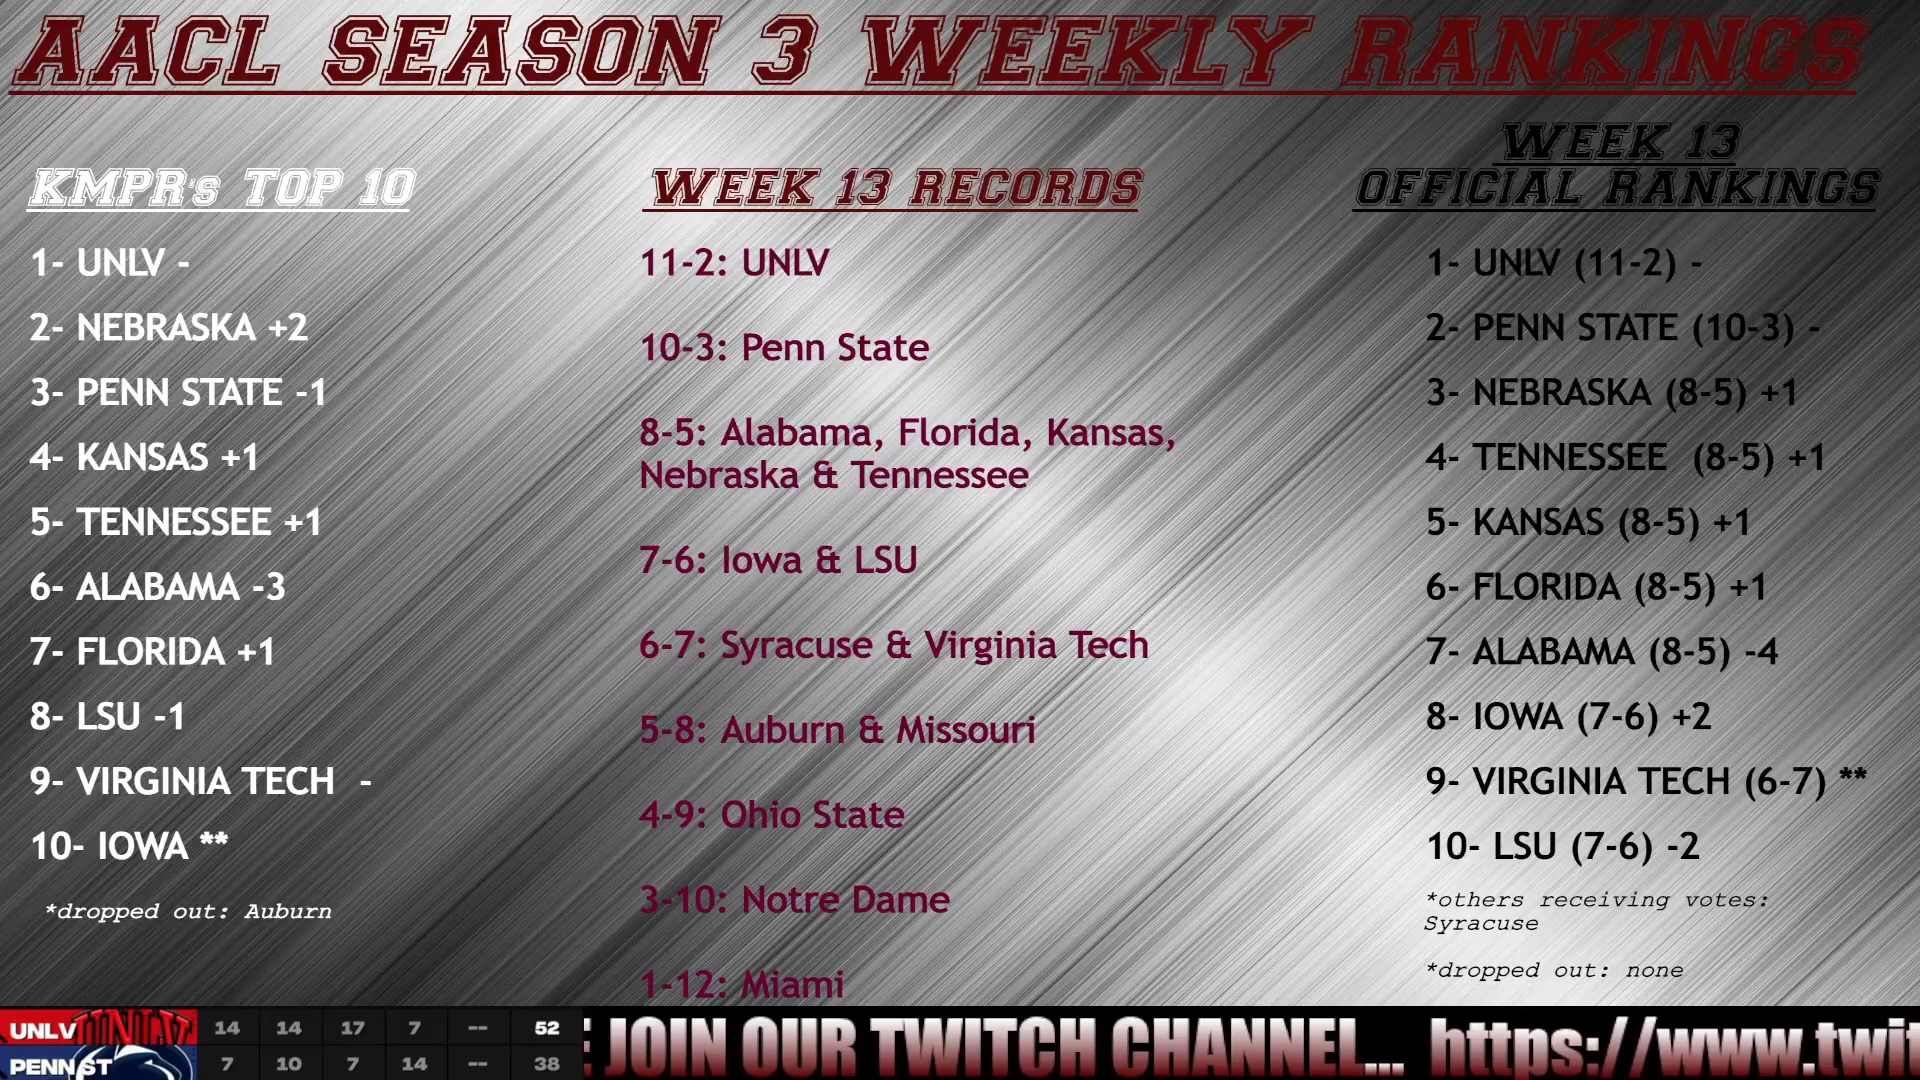 AACL SEASON 3 WEEKLY RANKINGS
KMPR's TOP 10
1- UNLV -
2- NEBRASKA +2
3- PENN STATE -1
4- KANSAS +1
5- TENNESSEE +1
6- ALABAMA -3
7- FLORIDA +1
8- LSU -1
9- VIRGINIA TECH -
10- IOWA **
*dropped out: Auburn
WEEK 13 RECORDS
11-2: UNLV
10-3: Penn State
8-5: Alabama, Florida, Kansas,
Nebraska & Tennessee
7-6: Iowa & LSU
6-7: Syracuse & Virginia Tech
5-8: Auburn & Missouri
4-9: Ohio State
3-10: Notre Dame
1-12: Miami
WEEK 13
OFFICIAL RANKINGS
1- UNLV (11-2) -
2- PENN STATE (10-3) -
3- NEBRASKA (8-5) +1
4- TENNESSEE (8-5) +1
5- KANSAS (8-5) +1
6- FLORIDA (8-5) +1
7- ALABAMA (8-5) -4
8- IOWA (7-6) +2
9- VIRGINIA TECH (6-7) **
10- LSU (7-6) -2
*others receiving votes:
Syracuse
*dropped out: none
UNLV UNLV 14 14 17 7 -- 52
PENN ST 7 10 7 14 -- 38
JOIN OUR TWITCH CHANNEL... https://www.twit